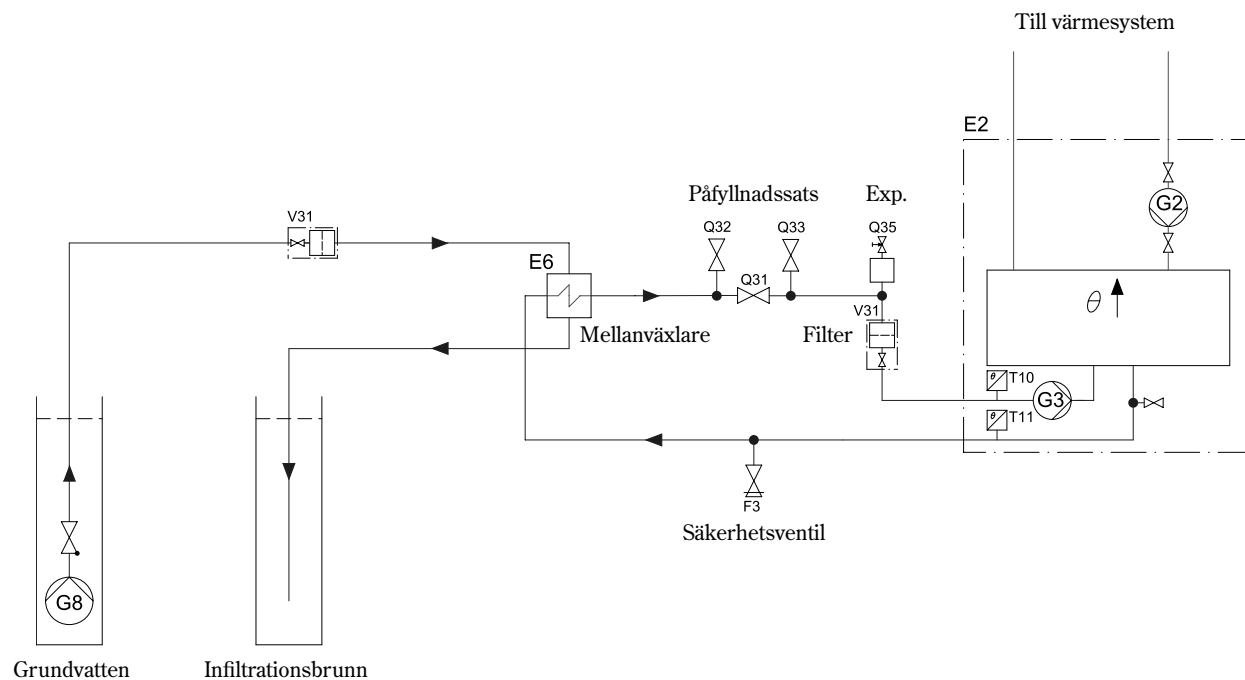 Till värmesystem
E2
Påfyllnadssats
Exp.
G2
V31
Q32
Q33
Q35
E6
Q31
θ
V31
Mellanväxlare
Filter
θ
T10
G3
θ
T11
F3
Säkerhetsventil
G8
Grundvatten
Infiltrationsbrunn